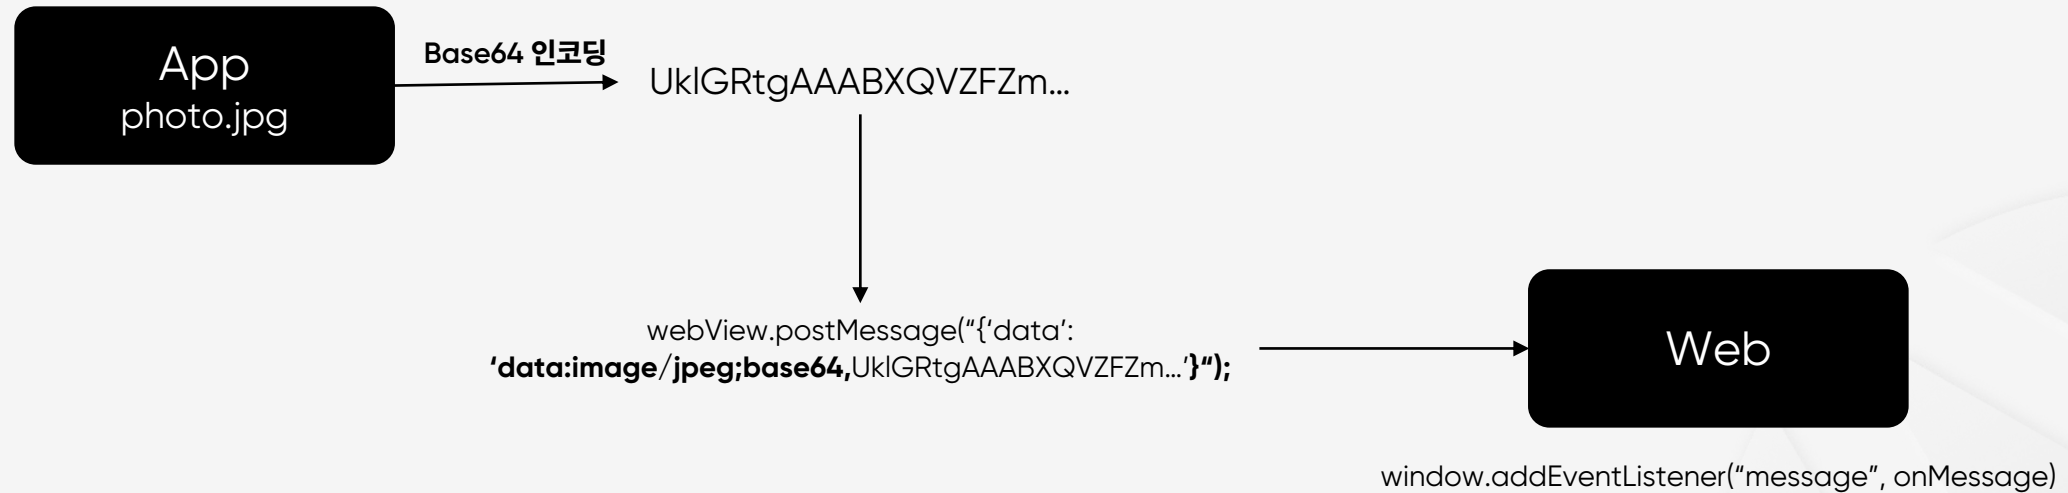 App
photo.jpg
Base64 인코딩
UklGRtgAAABXQVZFZm…
webView.postMessage(“{‘data’:
‘data:image/jpeg;base64,UklGRtgAAABXQVZFZm…’}“);
Web
window.addEventListener(“message”, onMessage)